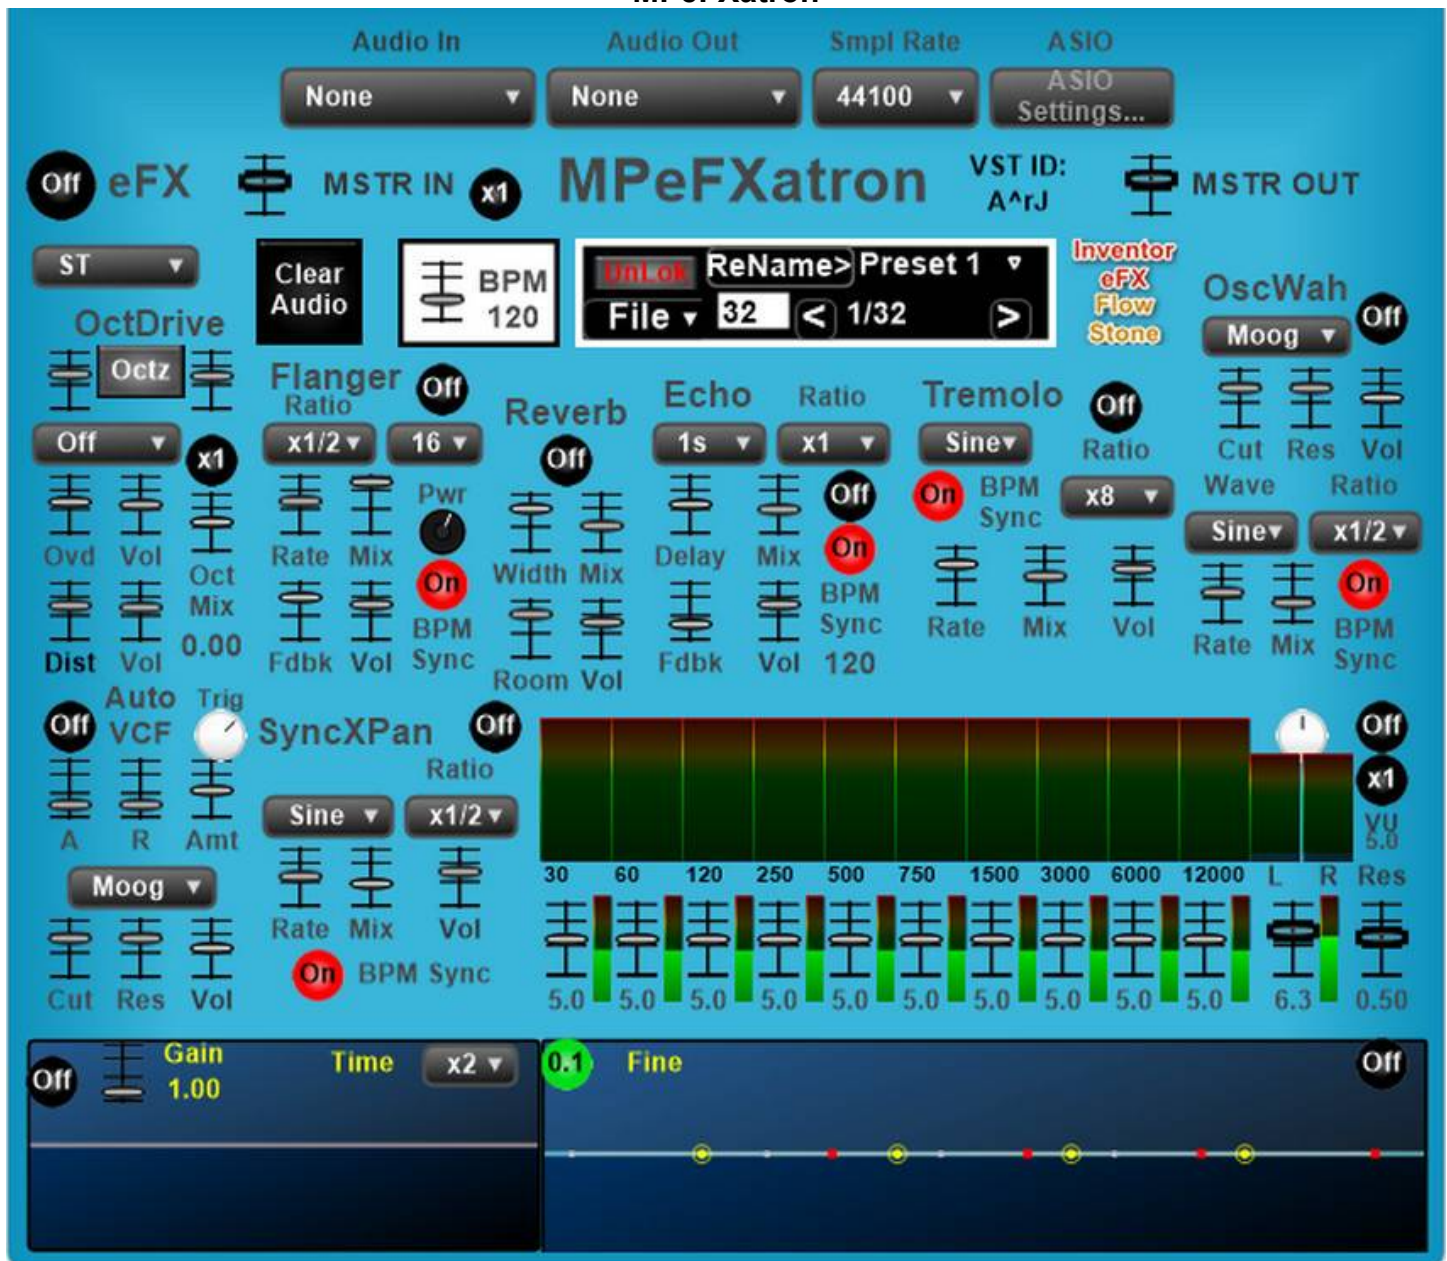 MPeFXatron
Audio In Audio Out Smpl Rate ASIO
None None 44100 ASIO
Settings...
Off eFX MSTR IN x1 MPeFXatron VST ID:
A^rJ MSTR OUT
ST Clear
Audio BPM
120 UnLok ReName> Preset 1
File 32 < 1/32 >
Inventor
eFX
Flow
Stone
OscWah
Moog Off
Cut Res Vol
Wave Ratio
Sine x1/2
On
Rate Mix BPM
Sync
OctDrive
Octz
Off x1
Ovd Vol Oct
Mix
0.00
Dist Vol
Flanger Off
Ratio
x1/2 16
Pwr
Rate Mix
On
BPM
Sync
Fdbk Vol
Reverb
Off
Width Mix
Room Vol
Echo Ratio
1s x1
Off
Delay Mix On
BPM
Sync
Fdbk Vol 120
Tremolo Off
Sine Ratio
On BPM
Sync x8
Rate Mix Vol
Off Auto
VCF Trig
A R Amt
Moog
Cut Res Vol
SyncXPan Off
Ratio
Sine x1/2
Rate Mix Vol
On BPM Sync
Off
x1
VU
5.0
30 60 120 250 500 750 1500 3000 6000 12000 L R Res
5.0 5.0 5.0 5.0 5.0 5.0 5.0 5.0 5.0 5.0 6.3 0.50
Off Gain
1.00 Time x2
0.1 Fine Off